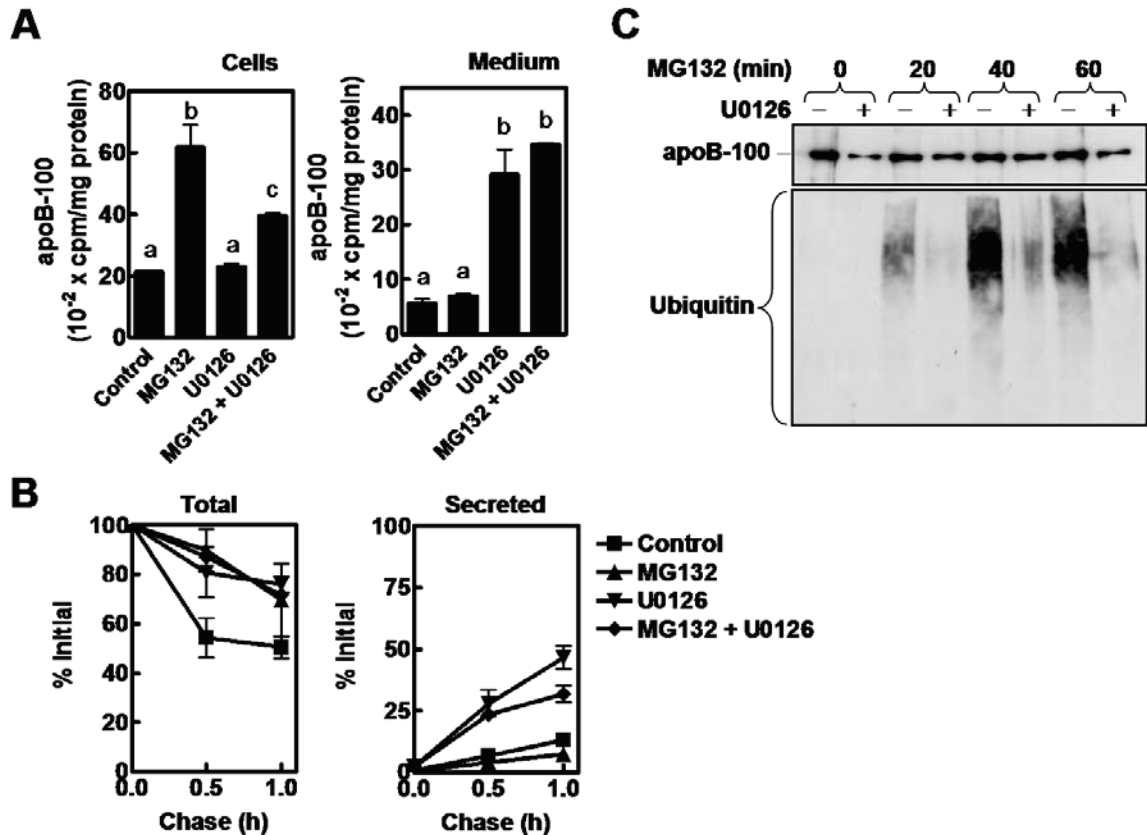 A
Cells
apoB-100
(10⁻² x cpm/mg protein)
80
60
40
20
0
a
b
a
c
Control
MG132
U0126
MG132 + U0126
Medium
apoB-100
(10⁻² x cpm/mg protein)
40
30
20
10
0
a
a
b
b
Control
MG132
U0126
MG132 + U0126
B
Total
% Initial
100
80
60
40
20
0
0.0 0.5 1.0
Chase (h)
Secreted
% Initial
100
75
50
25
0
0.0 0.5 1.0
Chase (h)
Control
MG132
U0126
MG132 + U0126
C
MG132 (min) 0 20 40 60
U0126 − + − + − + − +
apoB-100
Ubiquitin